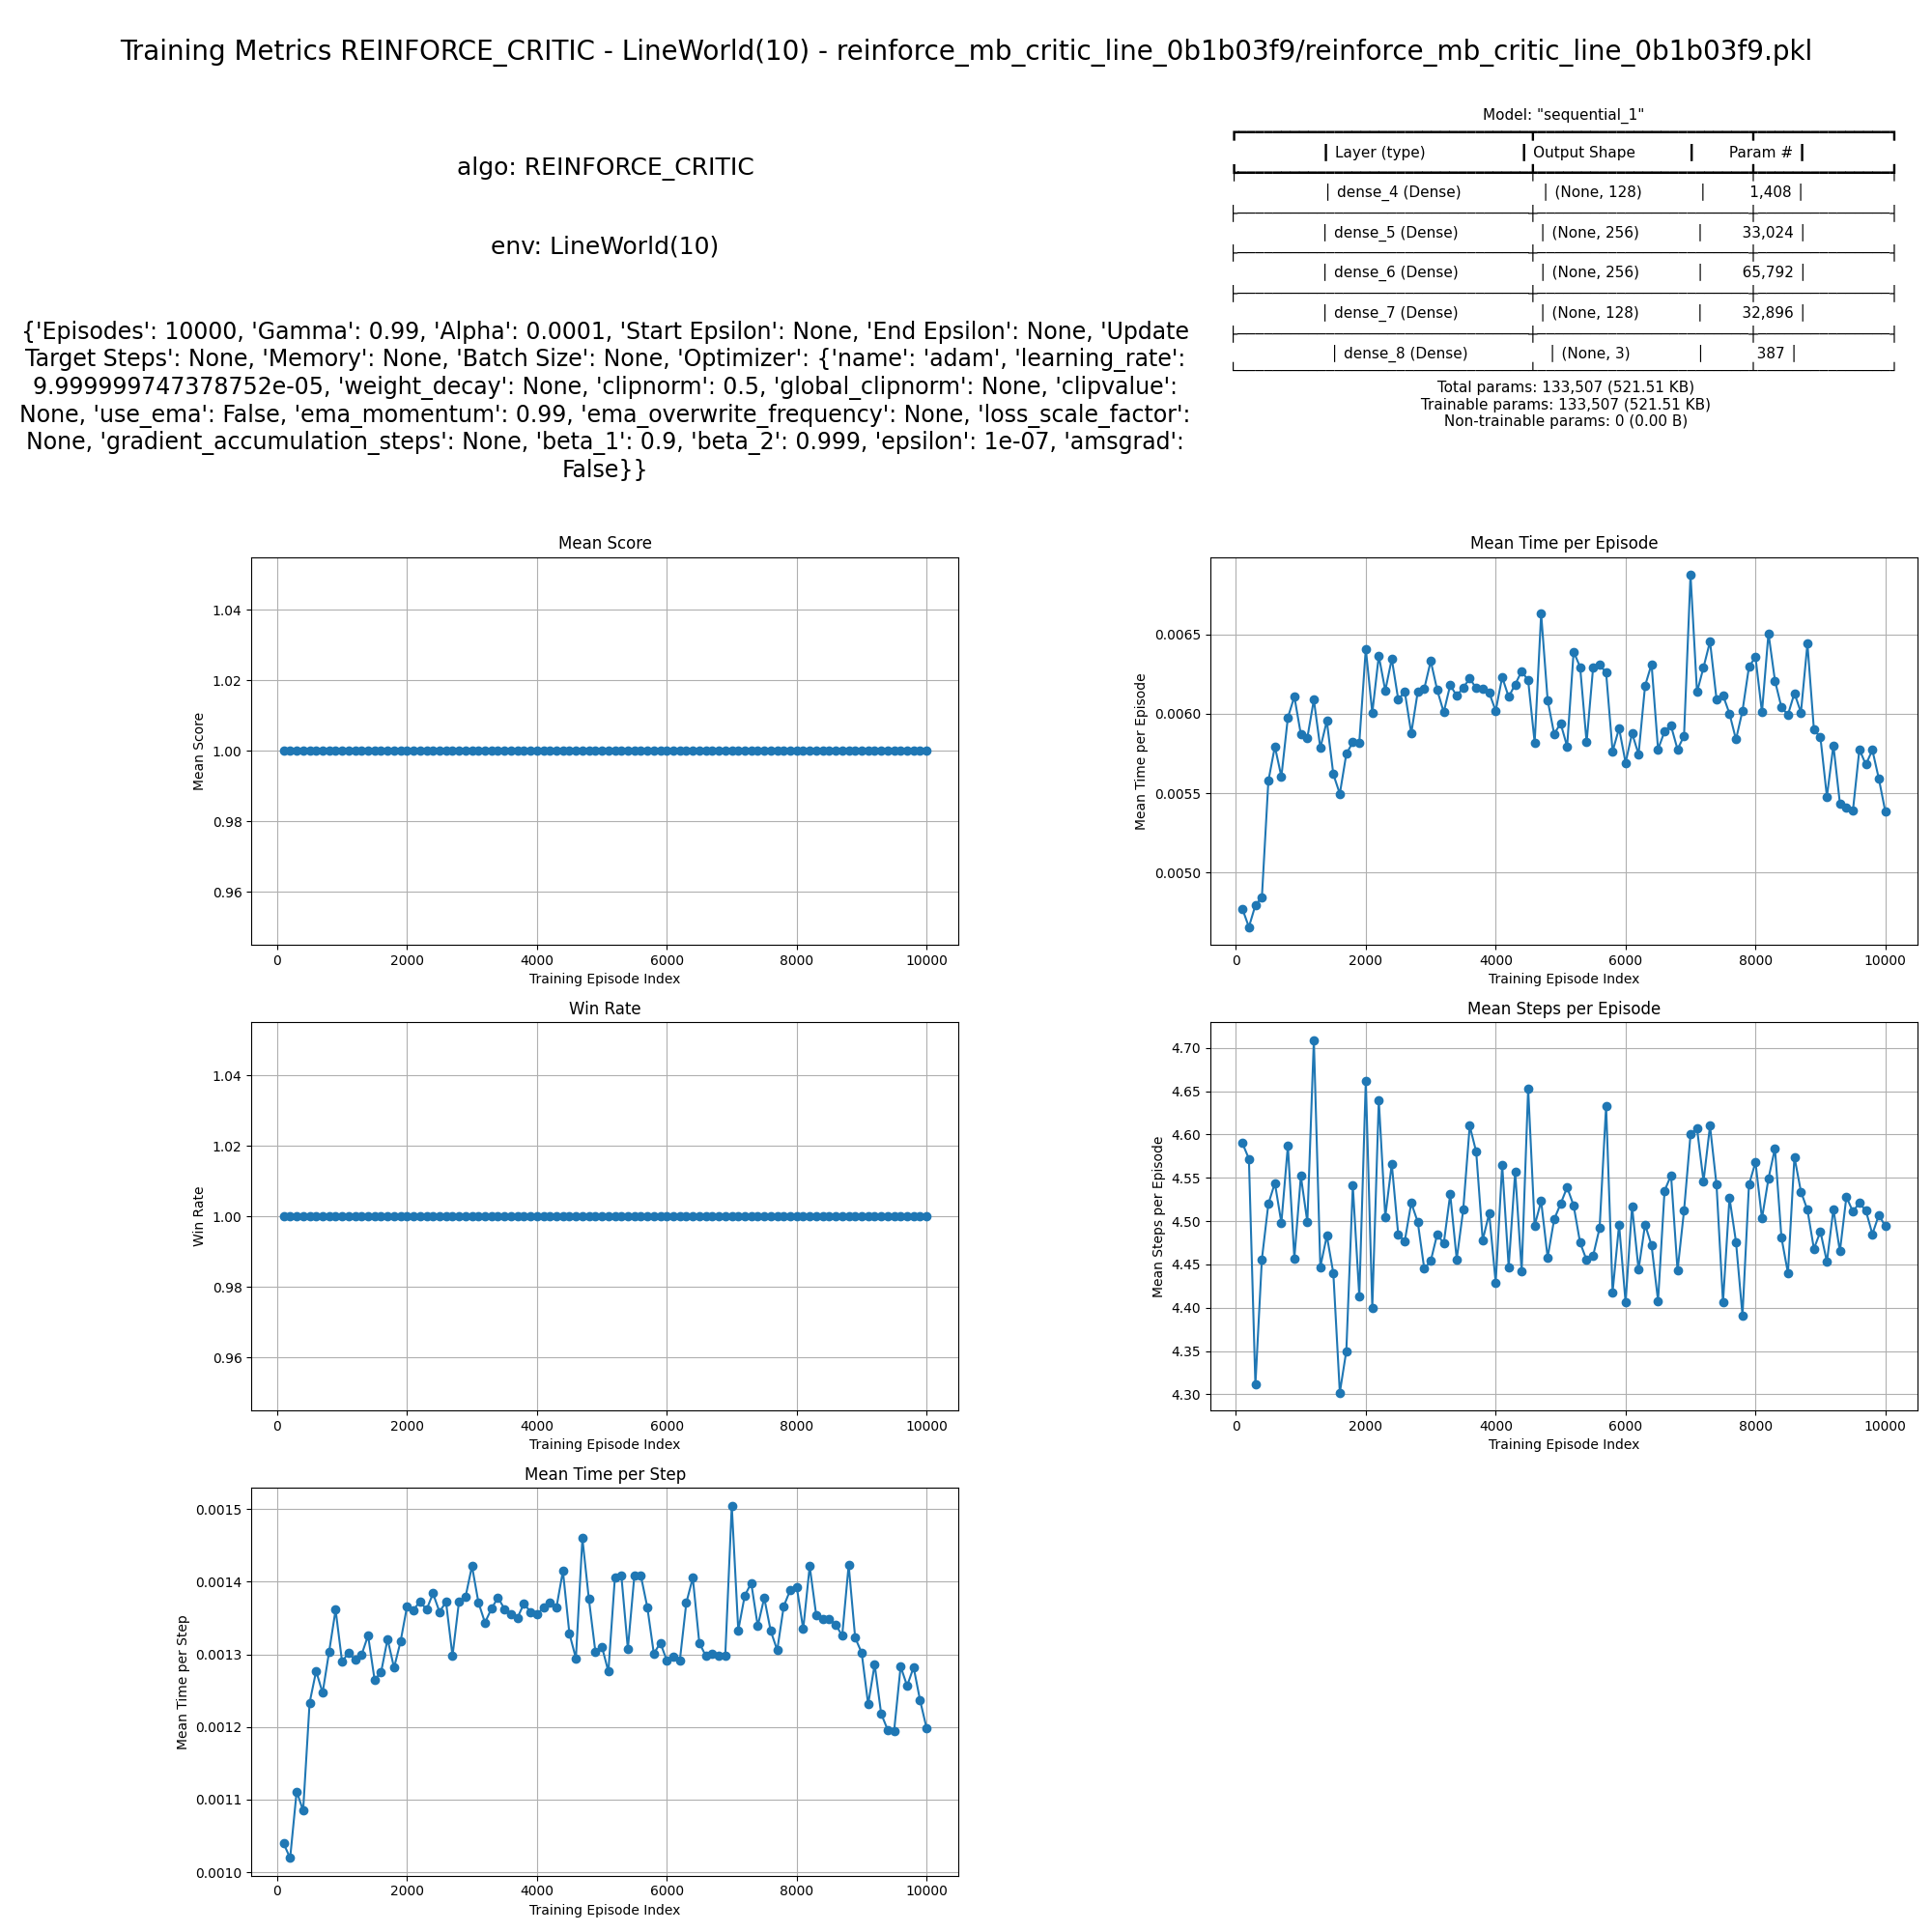 Training Metrics REINFORCE_CRITIC - LineWorld(10) - reinforce_mb_critic_line_0b1b03f9/reinforce_mb_critic_line_0b1b03f9.pkl
algo: REINFORCE_CRITIC
env: LineWorld(10)
{'Episodes': 10000, 'Gamma': 0.99, 'Alpha': 0.0001, 'Start Epsilon': None, 'End Epsilon': None, 'Update
Target Steps': None, 'Memory': None, 'Batch Size': None, 'Optimizer': {'name': 'adam', 'learning_rate':
9.999999747378752e-05, 'weight_decay': None, 'clipnorm': 0.5, 'global_clipnorm': None, 'clipvalue':
None, 'use_ema': False, 'ema_momentum': 0.99, 'ema_overwrite_frequency': None, 'loss_scale_factor':
None, 'gradient_accumulation_steps': None, 'beta_1': 0.9, 'beta_2': 0.999, 'epsilon': 1e-07, 'amsgrad':
False}}
Model: "sequential_1"
Layer (type) Output Shape Param #
dense_4 (Dense) (None, 128) 1,408
dense_5 (Dense) (None, 256) 33,024
dense_6 (Dense) (None, 256) 65,792
dense_7 (Dense) (None, 128) 32,896
dense_8 (Dense) (None, 3) 387
Total params: 133,507 (521.51 KB)
Trainable params: 133,507 (521.51 KB)
Non-trainable params: 0 (0.00 B)
Mean Score
Mean Score
1.04
1.02
1.00
0.98
0.96
0 2000 4000 6000 8000 10000
Training Episode Index
Mean Time per Episode
Mean Time per Episode
0.0065
0.0060
0.0055
0.0050
0 2000 4000 6000 8000 10000
Training Episode Index
Win Rate
Win Rate
1.04
1.02
1.00
0.98
0.96
0 2000 4000 6000 8000 10000
Training Episode Index
Mean Steps per Episode
Mean Steps per Episode
4.70
4.65
4.60
4.55
4.50
4.45
4.40
4.35
4.30
0 2000 4000 6000 8000 10000
Training Episode Index
Mean Time per Step
Mean Time per Step
0.0015
0.0014
0.0013
0.0012
0.0011
0.0010
0 2000 4000 6000 8000 10000
Training Episode Index